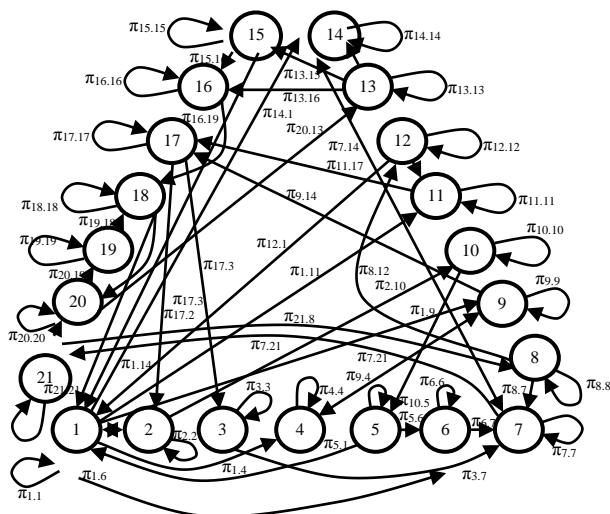 π15.15
15
14
π14.14
π15.1
π16.16
16
π13.15
13
π13.13
π13.16
π14.1
π16.19
π20.13
π17.17
17
π7.14
12
π12.12
π11.17
18
π18.18
π9.14
11
π11.11
π19.18
π19.19
19
π12.1
10
π10.10
π17.3
π1.11
π20.19
20
π8.12
π2.10
9
π9.9
π17.3
π17.2
π21.8
π1.9
π20.20
π7.21
π7.21
8
π1.14
π9.4
π8.7
π8.8
21
π21.21
π3.3
π4.4
π6.6
π10.5
π5.6
π6.7
1
2
3
4
5
6
7
π2.2
π5.1
π7.7
π1.4
π1.1
π1.6
π3.7